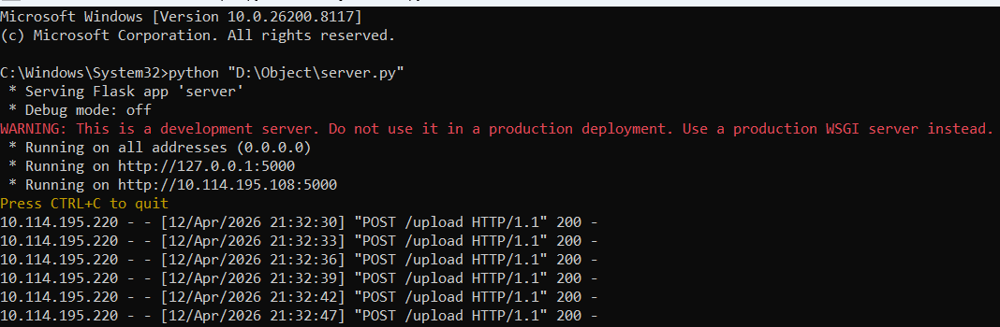 Microsoft Windows [Version 10.0.26200.8117]
(c) Microsoft Corporation. All rights reserved.
C:\Windows\System32>python "D:\Object\server.py"
 * Serving Flask app 'server'
 * Debug mode: off
WARNING: This is a development server. Do not use it in a production deployment. Use a production WSGI server instead.
 * Running on all addresses (0.0.0.0)
 * Running on http://127.0.0.1:5000
 * Running on http://10.114.195.108:5000
Press CTRL+C to quit
10.114.195.220 - - [12/Apr/2026 21:32:30] "POST /upload HTTP/1.1" 200 -
10.114.195.220 - - [12/Apr/2026 21:32:33] "POST /upload HTTP/1.1" 200 -
10.114.195.220 - - [12/Apr/2026 21:32:36] "POST /upload HTTP/1.1" 200 -
10.114.195.220 - - [12/Apr/2026 21:32:39] "POST /upload HTTP/1.1" 200 -
10.114.195.220 - - [12/Apr/2026 21:32:42] "POST /upload HTTP/1.1" 200 -
10.114.195.220 - - [12/Apr/2026 21:32:47] "POST /upload HTTP/1.1" 200 -